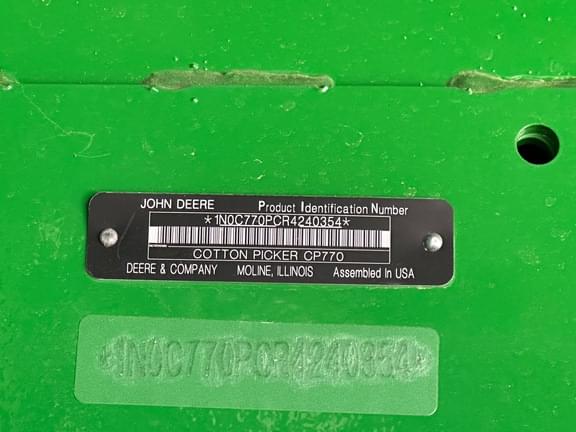 JOHN DEERE Product Identification Number
*1N0C770PCR4240354*
COTTON PICKER CP770
DEERE & COMPANY MOLINE, ILLINOIS Assembled In USA
*1N0C770PCR4240354*